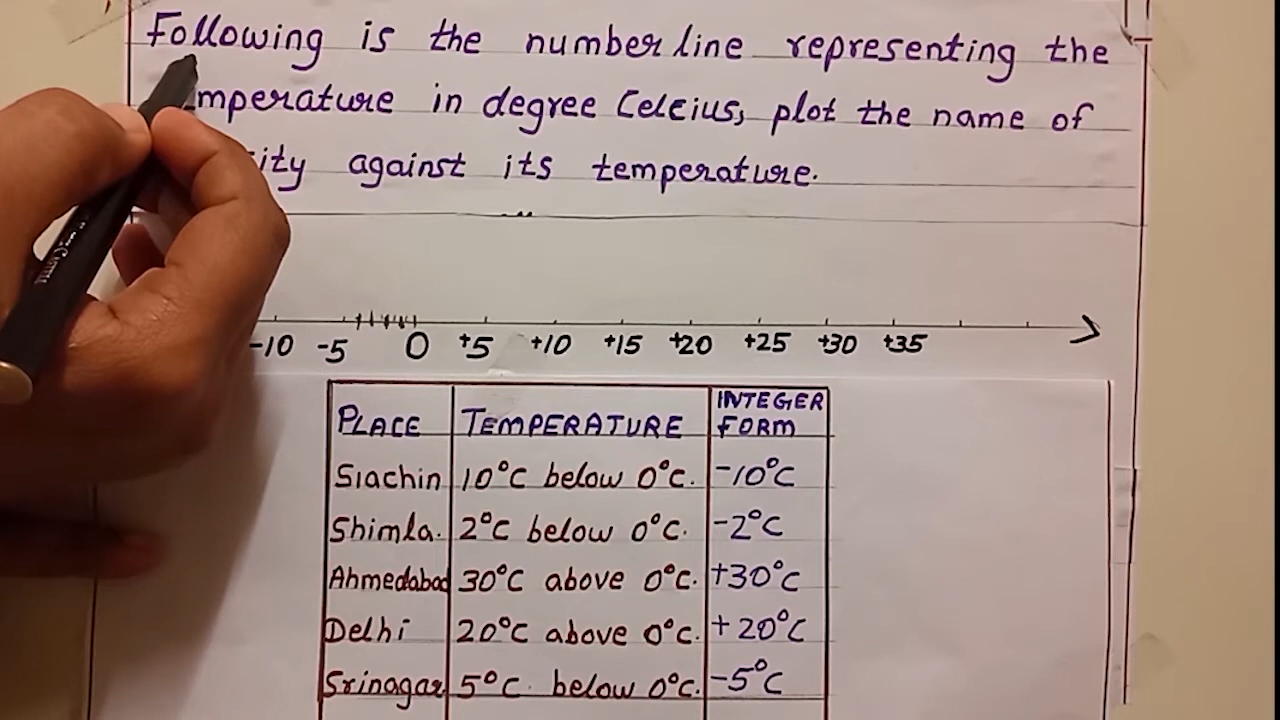 Following is the number line representing the
mperature in degree Celcius, plot the name of
ity against its temperature.
-10 -5 0 +5 +10 +15 +20 +25 +30 +35
PLACE TEMPERATURE INTEGER FORM
Siachin 10°C below 0°C. -10°C
Shimla. 2°C below 0°C. -2°C
Ahmedabad 30°C above 0°C. +30°C
Delhi 20°C above 0°C. +20°C
Srinagar 5°C. below 0°C. -5°C